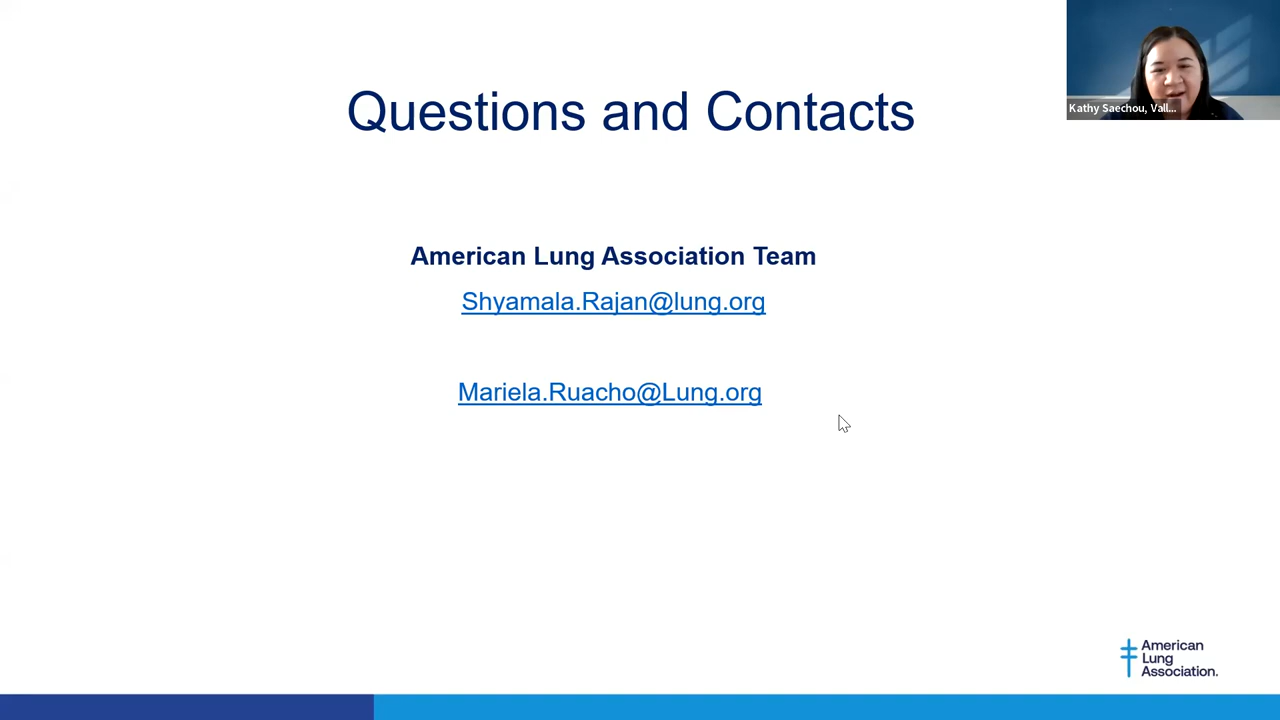 Questions and Contacts
Kathy Saechou, Vall...
American Lung Association Team
Shyamala.Rajan@lung.org
Mariela.Ruacho@Lung.org
American
Lung
Association.